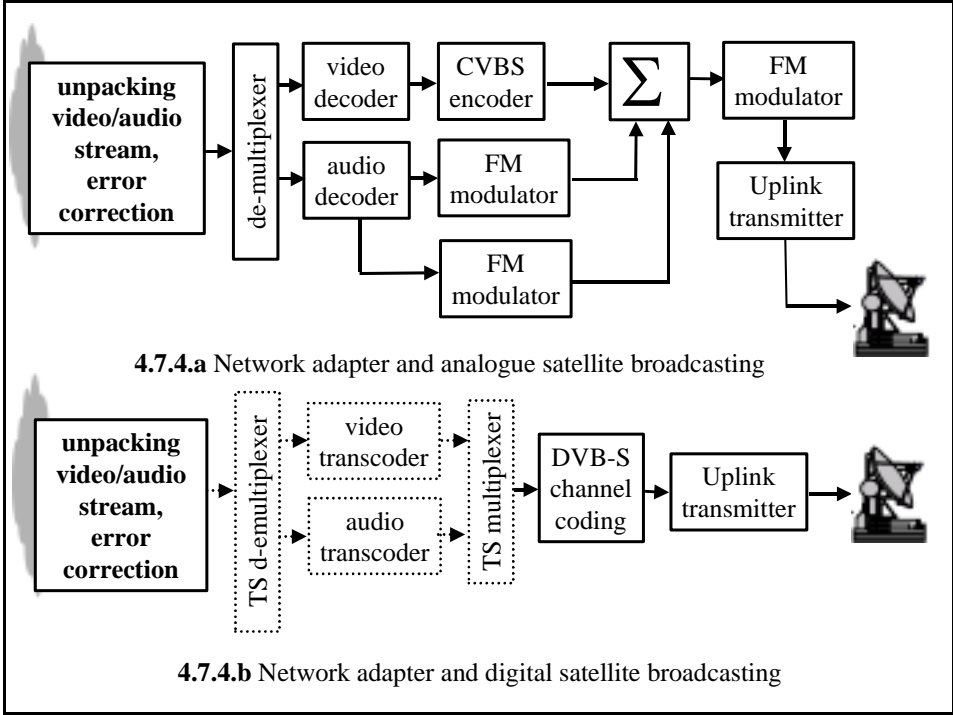 unpacking
video/audio
stream,
error
correction
de-multiplexer
video
decoder
CVBS
encoder
∑
FM
modulator
audio
decoder
FM
modulator
FM
modulator
Uplink
transmitter
4.7.4.a Network adapter and analogue satellite broadcasting
unpacking
video/audio
stream,
error
correction
TS d-emultiplexer
video
transcoder
audio
transcoder
TS multiplexer
DVB-S
channel
coding
Uplink
transmitter
4.7.4.b Network adapter and digital satellite broadcasting